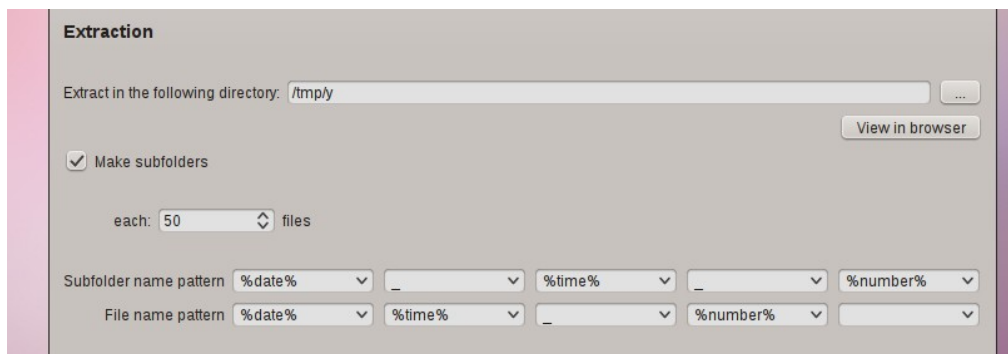 Extraction
Extract in the following directory: /tmp/y ...
View in browser
Make subfolders
each: 50 files
Subfolder name pattern %date% _ %time% _ %number%
File name pattern %date% %time% _ %number%